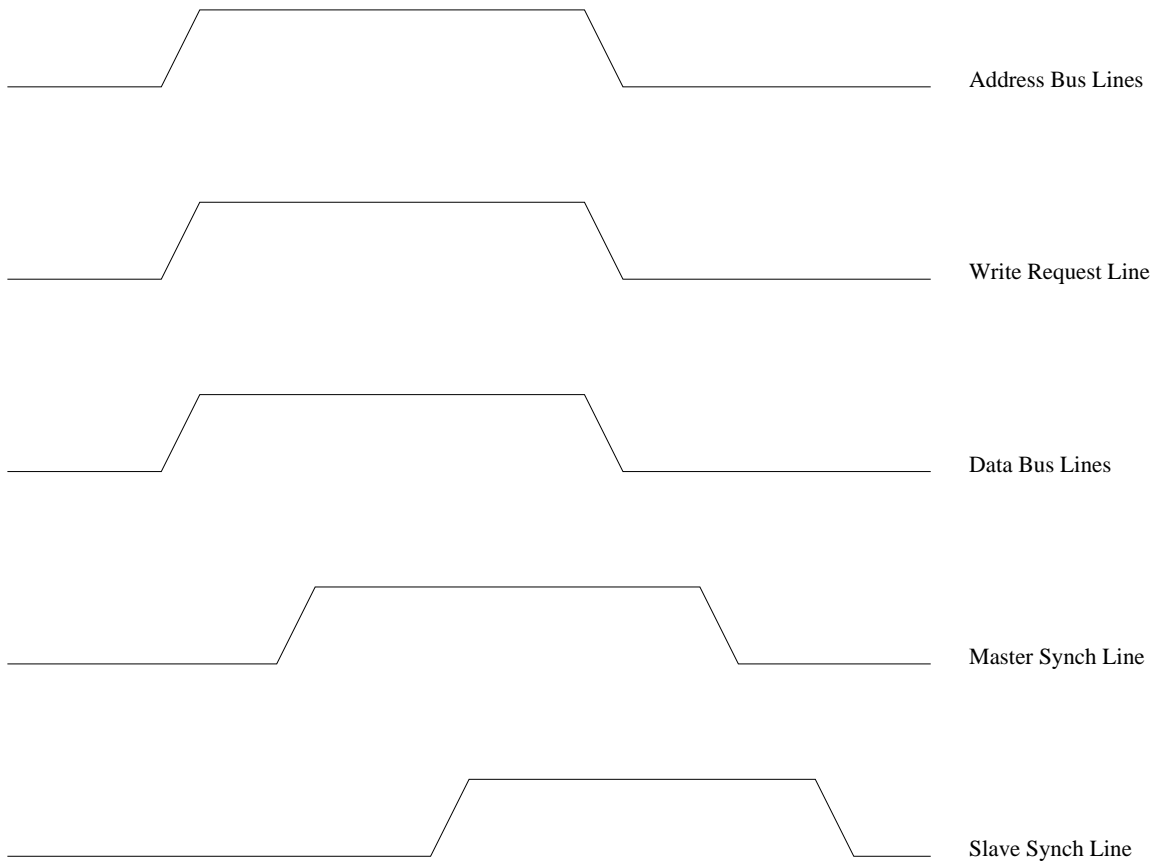 Address Bus Lines
Write Request Line
Data Bus Lines
Master Synch Line
Slave Synch Line